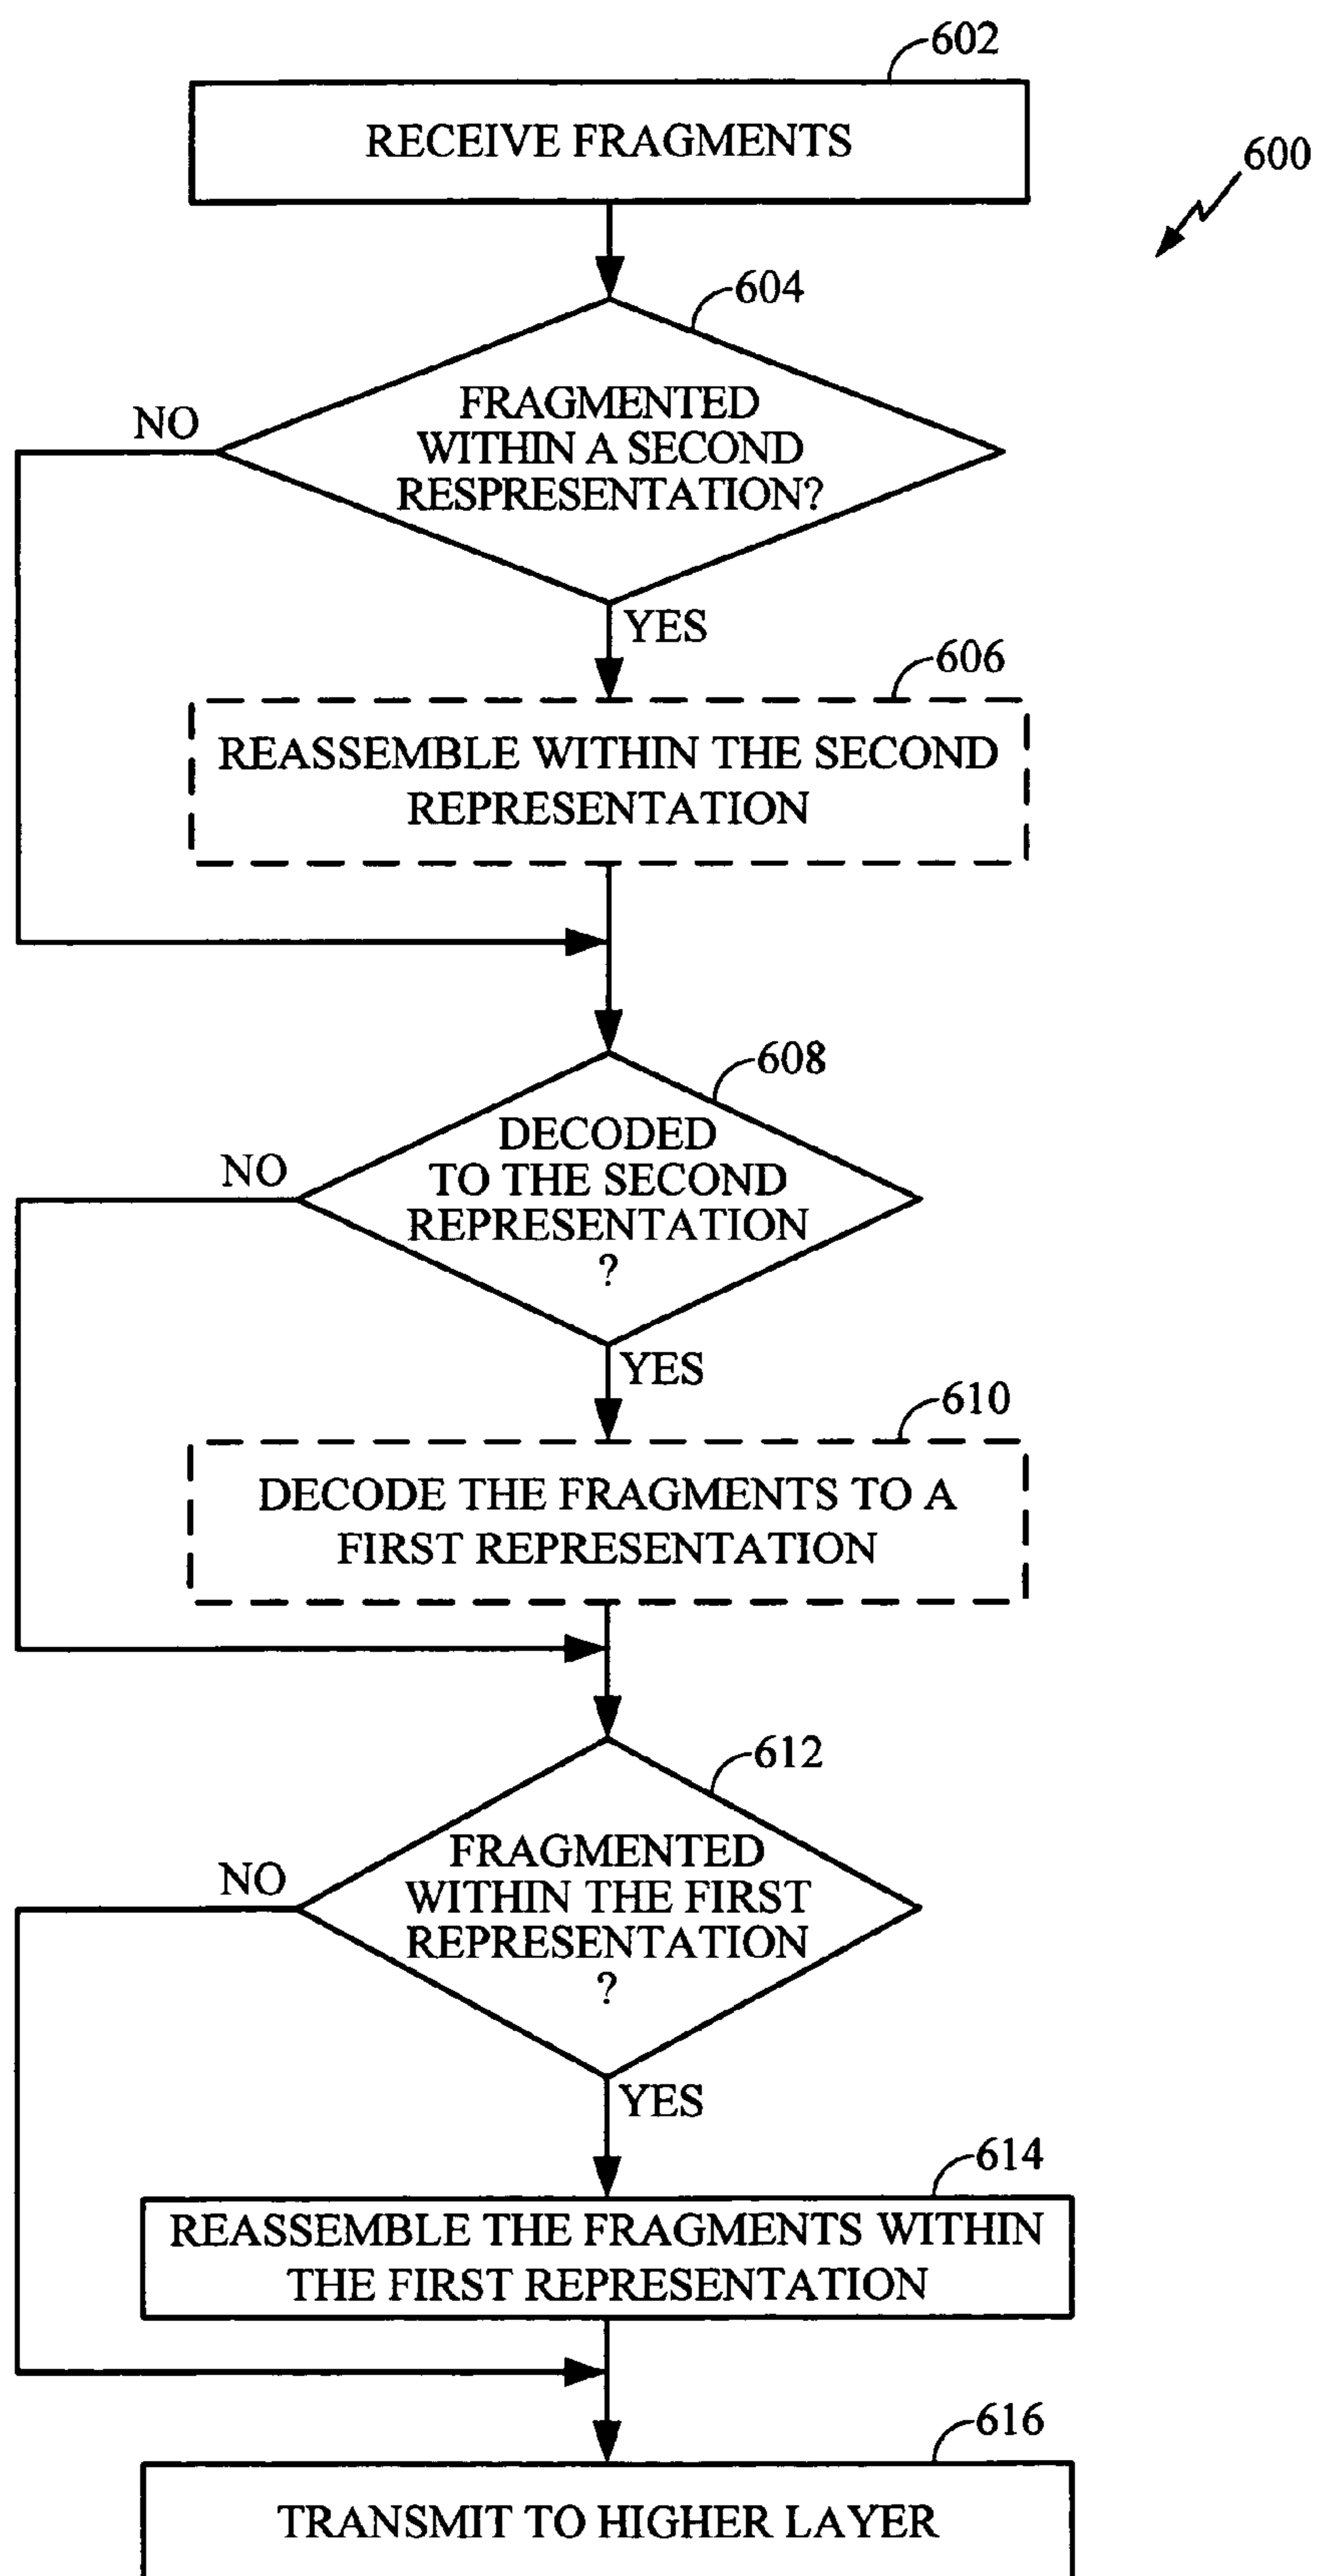 602
RECEIVE FRAGMENTS
600
604
FRAGMENTED
WITHIN A SECOND
RESPRESENTATION?
NO
YES
606
REASSEMBLE WITHIN THE SECOND
REPRESENTATION
608
DECODED
TO THE SECOND
REPRESENTATION
?
NO
YES
610
DECODE THE FRAGMENTS TO A
FIRST REPRESENTATION
612
FRAGMENTED
WITHIN THE FIRST
REPRESENTATION
?
NO
YES
614
REASSEMBLE THE FRAGMENTS WITHIN
THE FIRST REPRESENTATION
616
TRANSMIT TO HIGHER LAYER